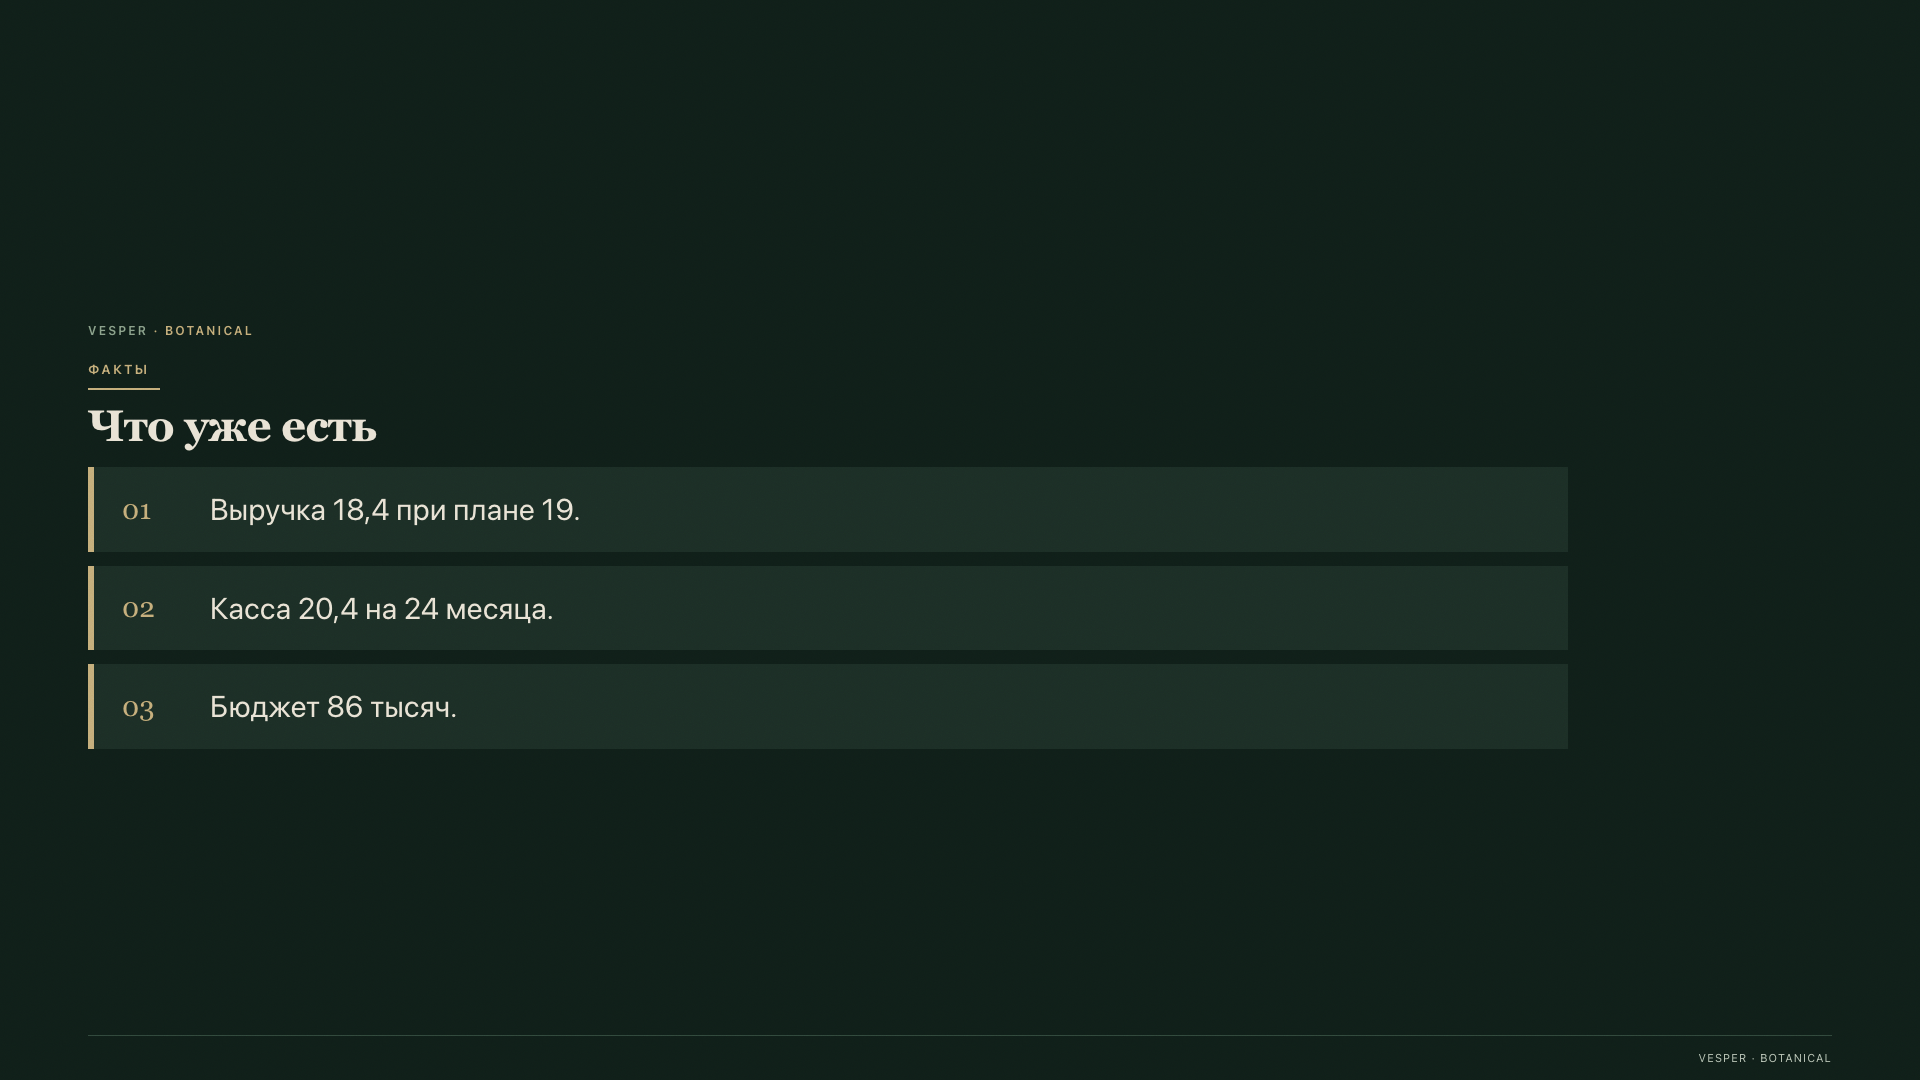 VESPER · BOTANICAL
ФАКТЫ
Что уже есть
01 Выручка 18,4 при плане 19.
02 Касса 20,4 на 24 месяца.
03 Бюджет 86 тысяч.
VESPER · BOTANICAL